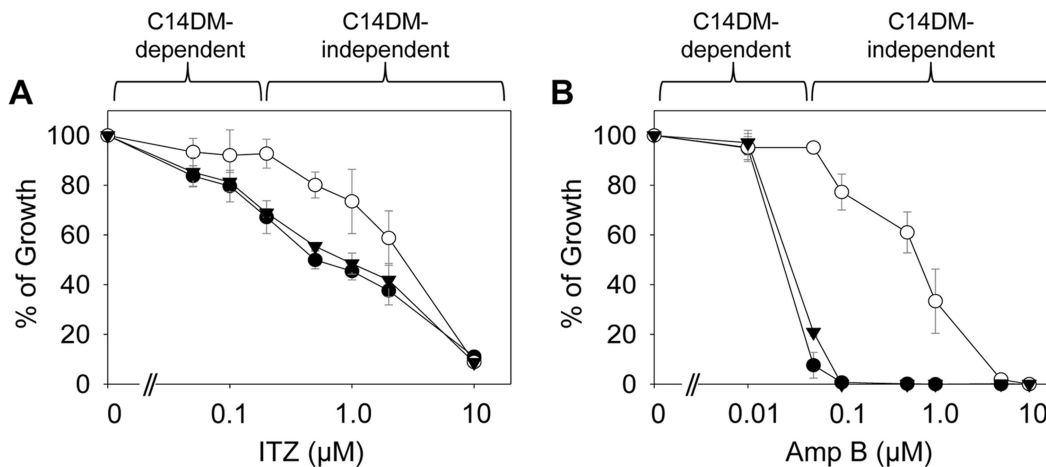 C14DM-
dependent
C14DM-
independent
A
100
80
60
40
20
0
% of Growth
0
0.1
1.0
10
ITZ (μM)
C14DM-
dependent
C14DM-
independent
B
100
80
60
40
20
0
% of Growth
0
0.01
0.1
1.0
10
Amp B (μM)